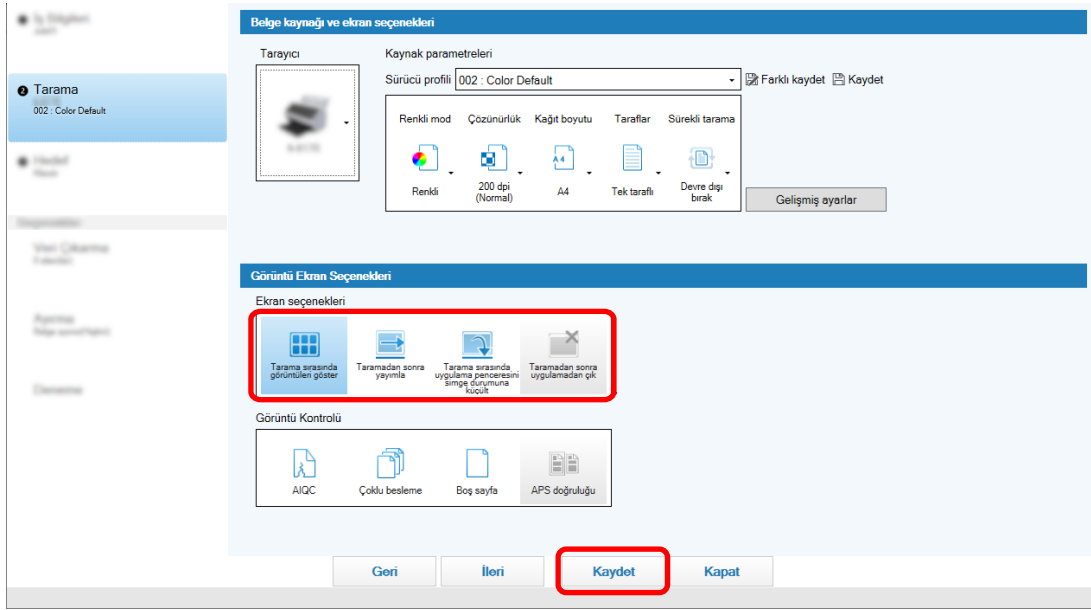 Belge kaynağı ve ekran seçenekleri
Tarayıcı
Kaynak parametreleri
Sürücü profili
002 : Color Default
Farklı kaydet
Kaydet
2
Tarama
002 : Color Default
Renkli mod
Çözünürlük
Kağıt boyutu
Taraflar
Sürekli tarama
A 4
Renkli
200 dpi
(Normal)
A4
Tek taraflı
Devre dışı
bırak
Gelişmiş ayarlar
Görüntü Ekran Seçenekleri
Ekran seçenekleri
Tarama sırasında
görüntüleri göster
Taramadan sonra
yayımla
Tarama sırasında
uygulama penceresini
simge durumuna
küçült
Taramadan sonra
uygulamadan çık
Görüntü Kontrolü
AIQC
Çoklu besleme
Boş sayfa
APS doğruluğu
Geri
İleri
Kaydet
Kapat